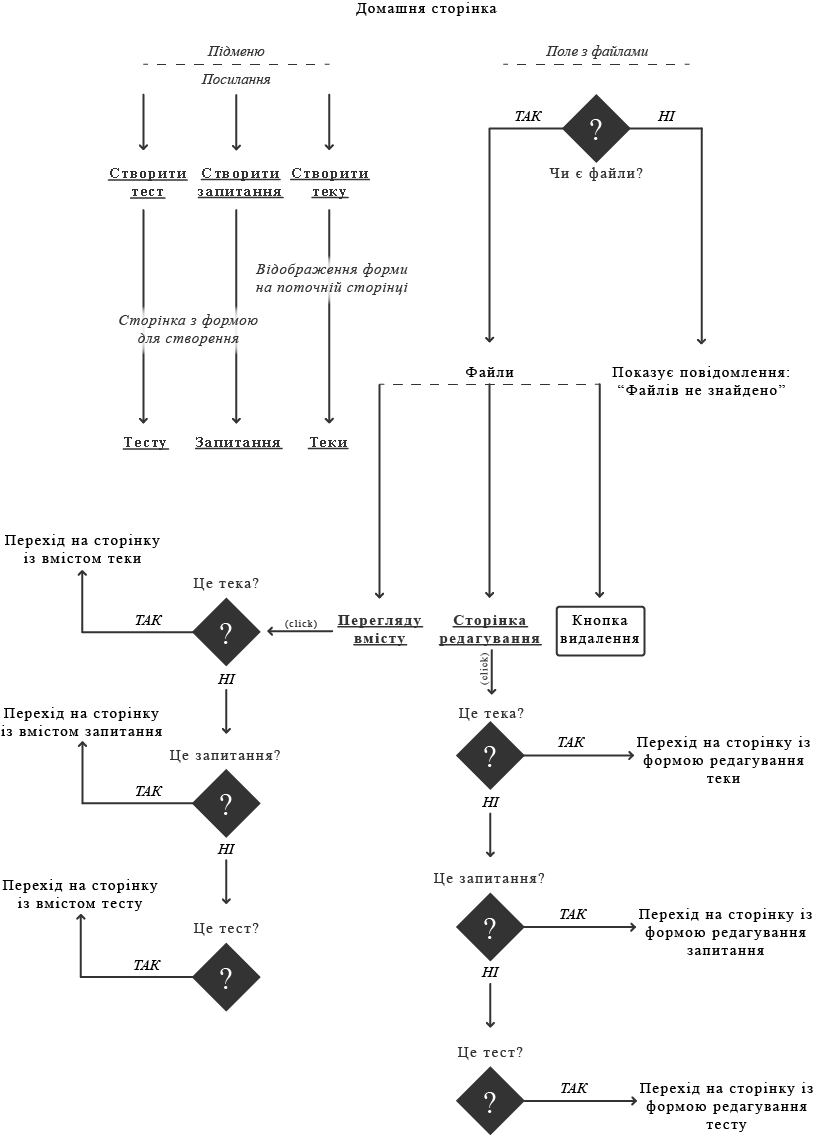 Домашня сторінка
Підменю
Посилання
Створити
тест
Створити
запитання
Створити
теку
Відображення форми
на поточній сторінці
Сторінка з формою
для створення
Тесту
Запитання
Теки
Поле з файлами
ТАК
?
НІ
Чи є файли?
Файли
Показує повідомлення:
“Файлів не знайдено”
Перегляду
вмісту
Сторінка
редагування
Кнопка
видалення
(click)
Це тека?
?
ТАК
Перехід на сторінку
із вмістом теки
НІ
Це запитання?
?
ТАК
Перехід на сторінку
із вмістом запитання
НІ
Це тест?
?
ТАК
Перехід на сторінку
із вмістом тесту
(click)
Це тека?
?
ТАК
Перехід на сторінку із
формою редагування
теки
НІ
Це запитання?
?
ТАК
Перехід на сторінку із
формою редагування
запитання
НІ
Це тест?
?
ТАК
Перехід на сторінку із
формою редагування
тесту